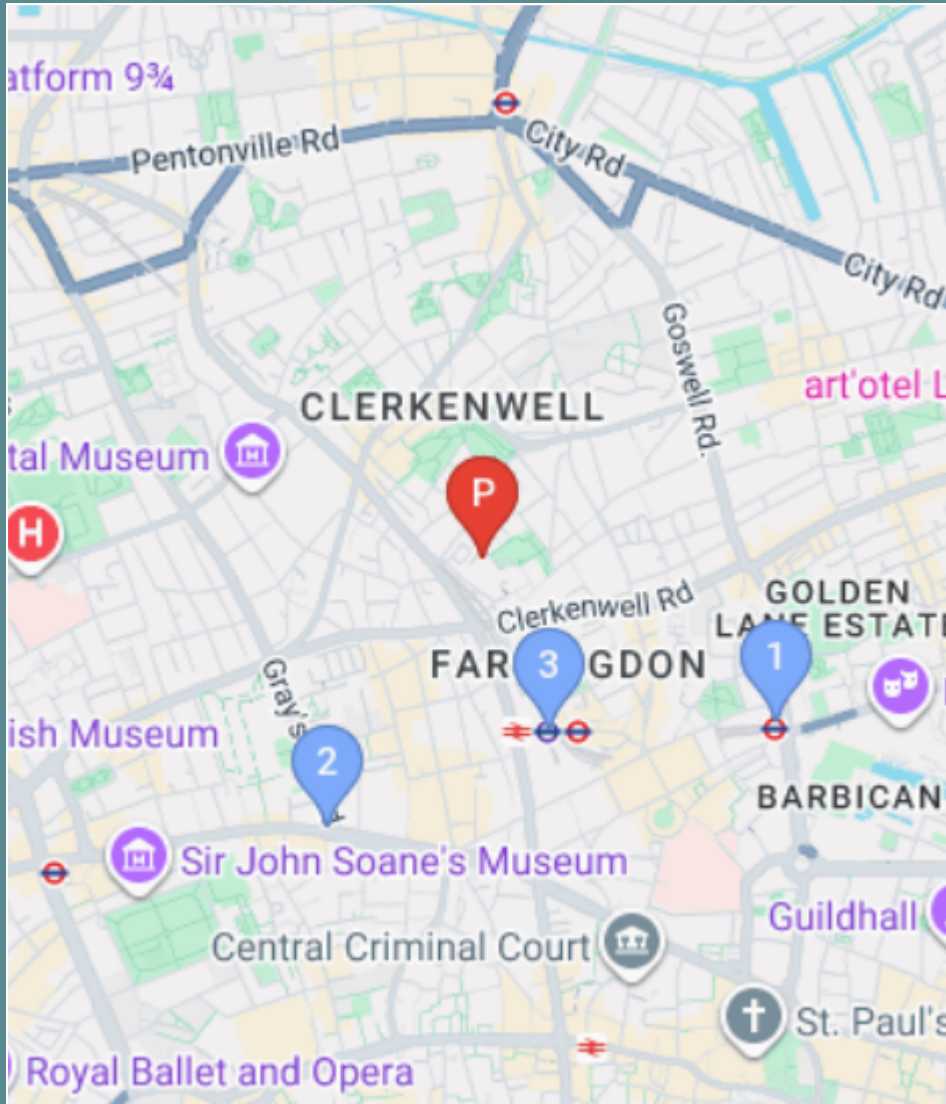 atform 9¾
Pentonville Rd
City Rd
City Rd
Goswell Rd.
art'otel L
CLERKENWELL
tal Museum
P
H
Clerkenwell Rd
GOLDEN
LANE ESTATE
FAR
GDON
3
1
Gray's
ish Museum
2
BARBICAN
Sir John Soane's Museum
Guildhall
Central Criminal Court
St. Paul's
Royal Ballet and Opera